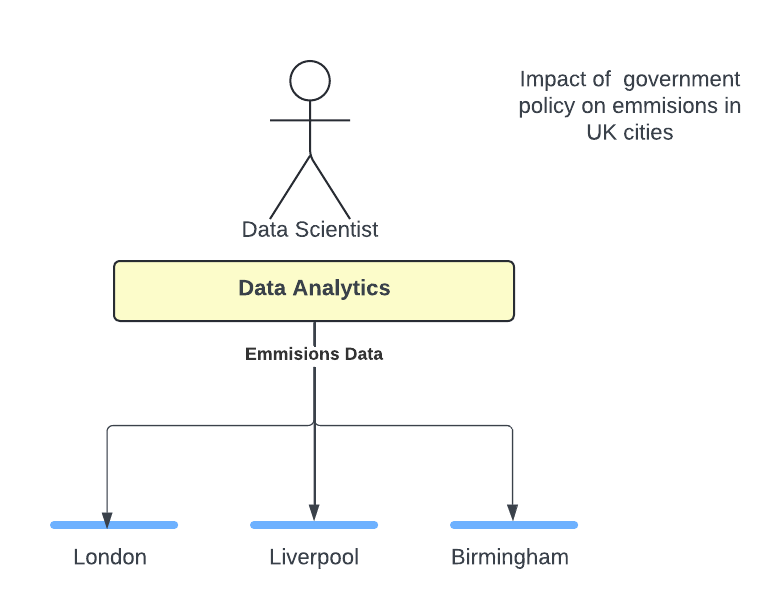 Impact of  government
policy on emmisions in
UK cities
Data Scientist
Data Analytics
Emmisions Data
London
Liverpool
Birmingham